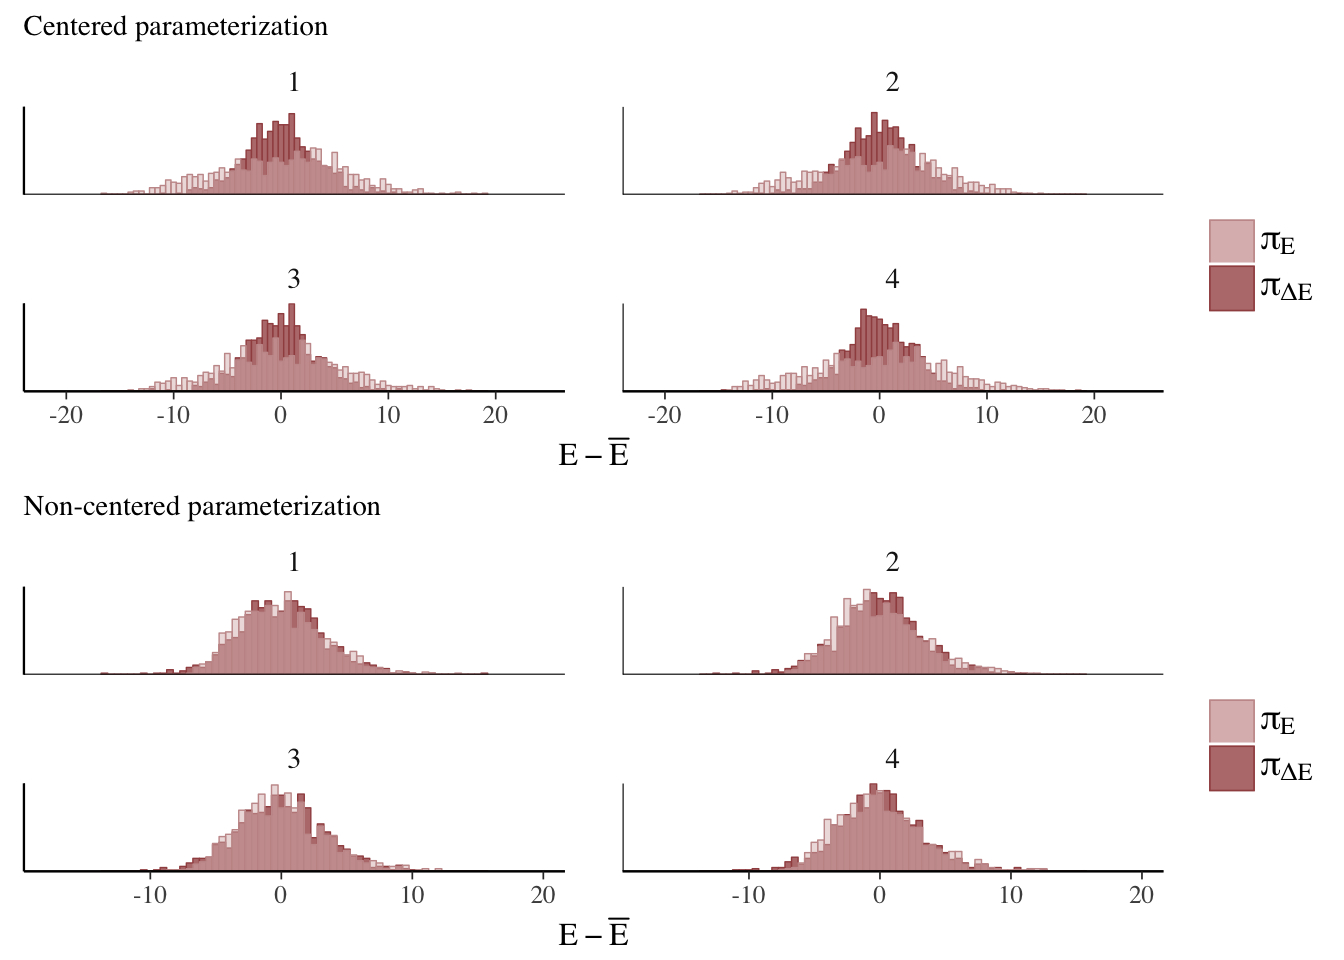 Centered parameterization
1 2
πE
πΔE
3 4
-20 -10 0 10 20 -20 -10 0 10 20
E − E̅
Non-centered parameterization
1 2
πE
πΔE
3 4
-10 0 10 20 -10 0 10 20
E − E̅